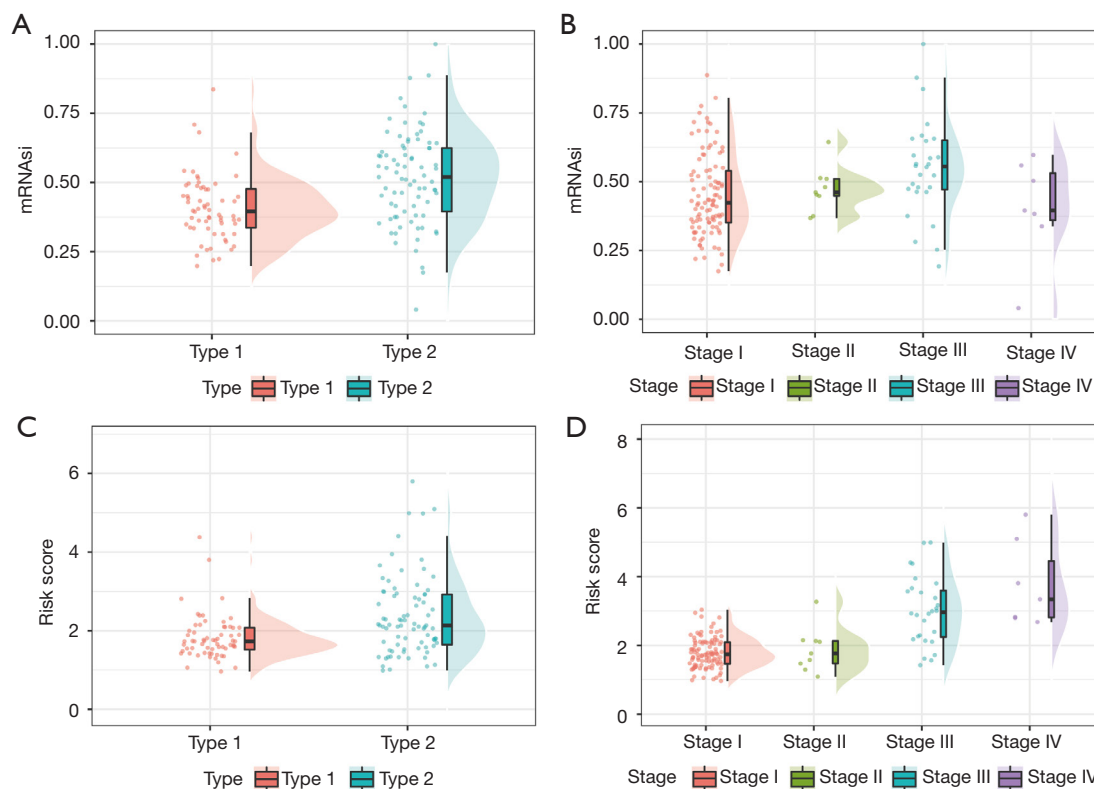 A
mRNAsi
1.00
0.75
0.50
0.25
0.00
Type 1 Type 2
Type Type 1 Type 2
B
mRNAsi
1.00
0.75
0.50
0.25
0.00
Stage I Stage II Stage III Stage IV
Stage Stage I Stage II Stage III Stage IV
C
Risk score
6
4
2
0
Type 1 Type 2
Type Type 1 Type 2
D
Risk score
8
6
4
2
0
Stage I Stage II Stage III Stage IV
Stage Stage I Stage II Stage III Stage IV